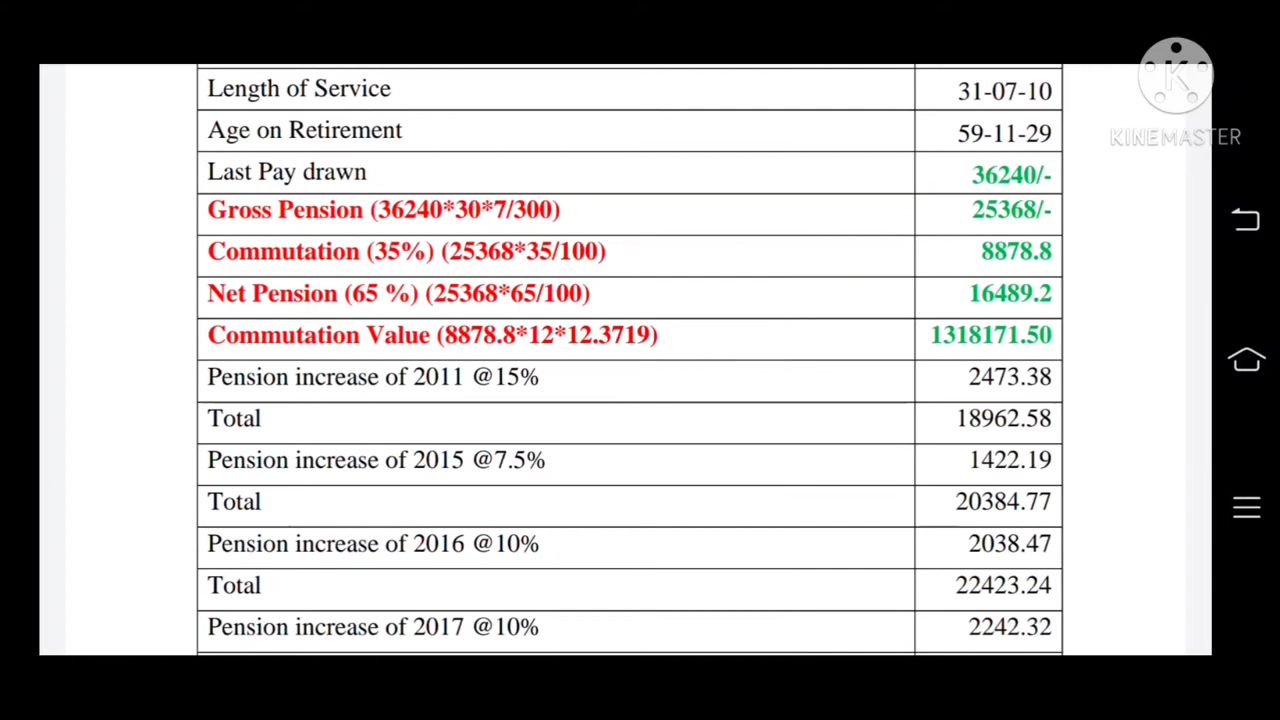 Length of Service 31-07-10
Age on Retirement 59-11-29
Last Pay drawn 36240/-
Gross Pension (36240*30*7/300) 25368/-
Commutation (35%) (25368*35/100) 8878.8
Net Pension (65 %) (25368*65/100) 16489.2
Commutation Value (8878.8*12*12.3719) 1318171.50
Pension increase of 2011 @15% 2473.38
Total 18962.58
Pension increase of 2015 @7.5% 1422.19
Total 20384.77
Pension increase of 2016 @10% 2038.47
Total 22423.24
Pension increase of 2017 @10% 2242.32
K
KINEMASTER